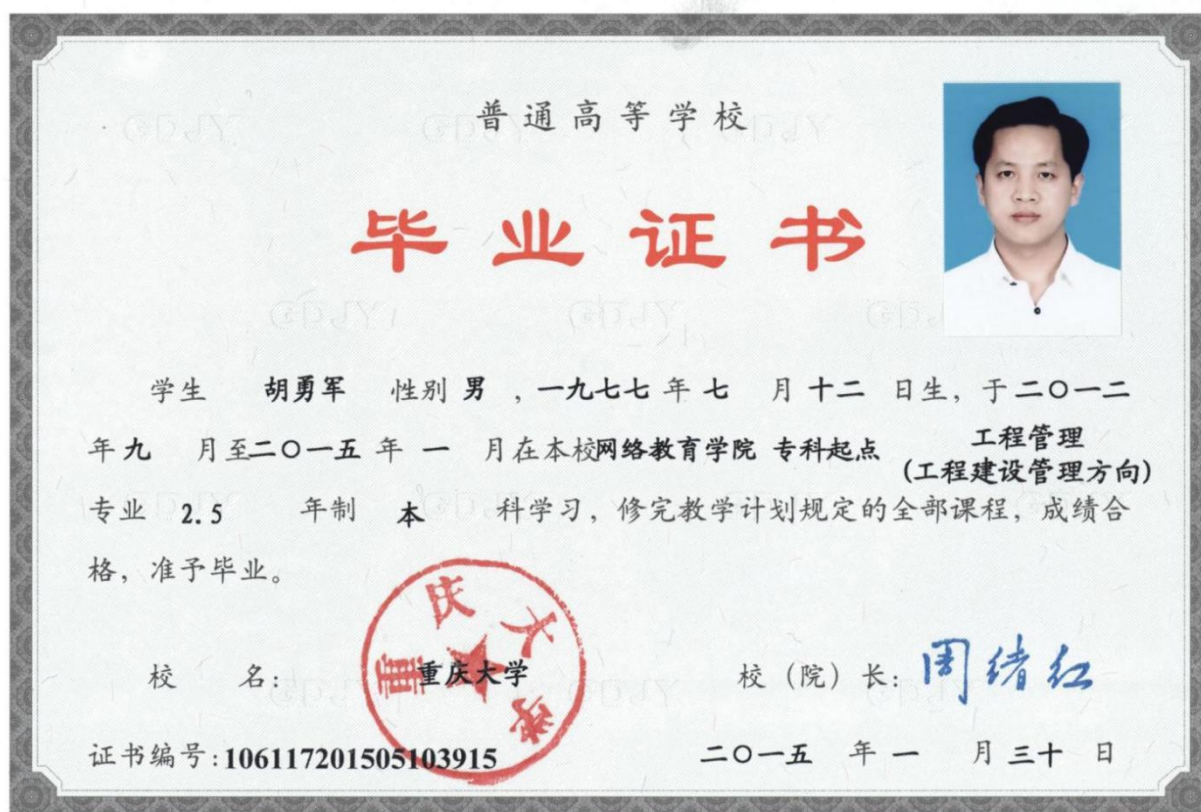 普通高等学校
毕业证书
学生 胡勇军 性别 男 ,一九七七 年 七 月 十二 日生, 于 二〇一二
年 九 月至 二〇一五 年 一 月在本校 网络教育学院 专科起点 工程管理
(工程建设管理方向)
专业 2.5 年制 本 科学习, 修完教学计划规定的全部课程, 成绩合
格, 准予毕业。
重庆大学
校 名: 重庆大学 校 (院) 长: 周绪红
证书编号:106117201505103915 二〇一五 年 一 月 三十 日